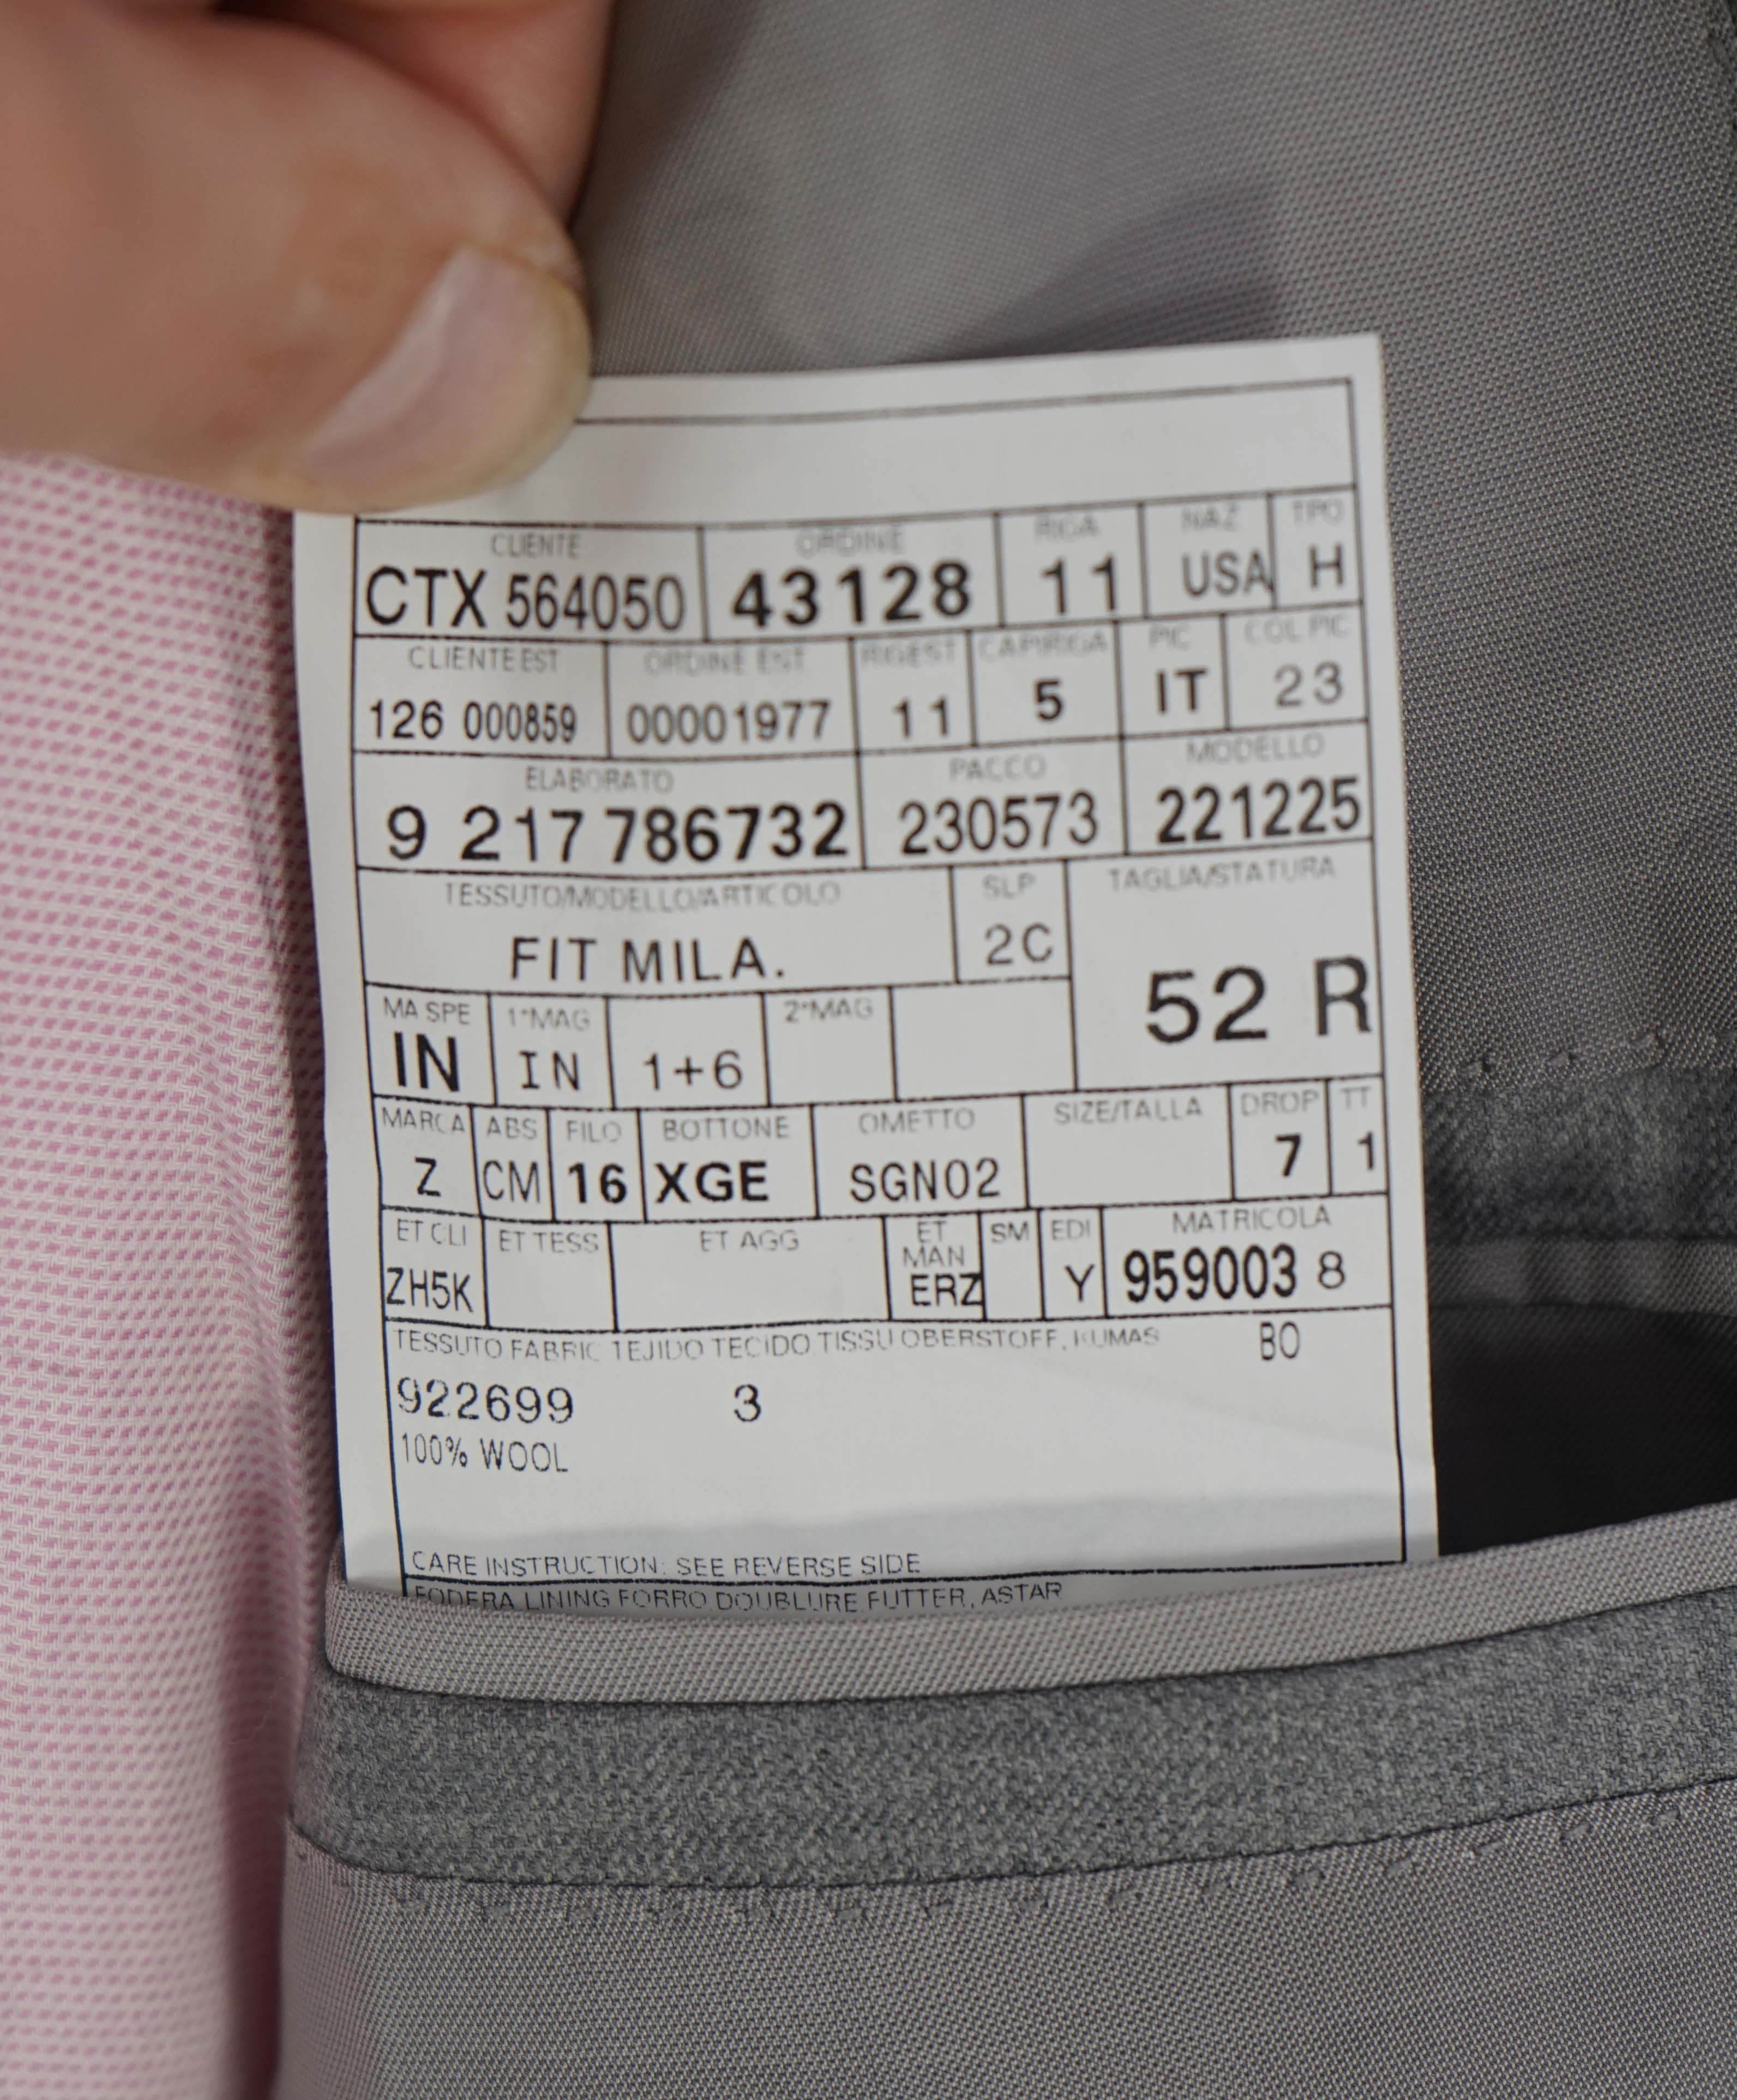 CLIENTE ORDINE RIGA NAZ TPO
CTX 564050 43128 11 USA H
CLIENTE EST ORDINE EST RIGEST CAPI/RIGA PIC COL PIC
126 000859 00001977 11 5 IT 23
ELABORATO PACCO MODELLO
9 217 786732 230573 221225
TESSUTO/MODELLO/ARTICOLO SLP TAGLIA/STATURA
FIT MILA. 2C 52 R
MA SPE 1°MAG 2°MAG
IN IN 1+6
MARCA ABS FILO BOTTONE OMETTO SIZE/TALLA DROP TT
Z CM 16 XGE SGN02 7 1
ET CLI ET TESS ET AGG ET MAN SM EDI MATRICOLA
ZH5K ERZ Y 959003 8
TESSUTO FABRIC TEJIDO TECIDO TISSU OBERSTOFF, KUMAS BO
922699 3
100% WOOL
CARE INSTRUCTION: SEE REVERSE SIDE
FODERA LINING FORRO DOUBLURE FUTTER, ASTAR